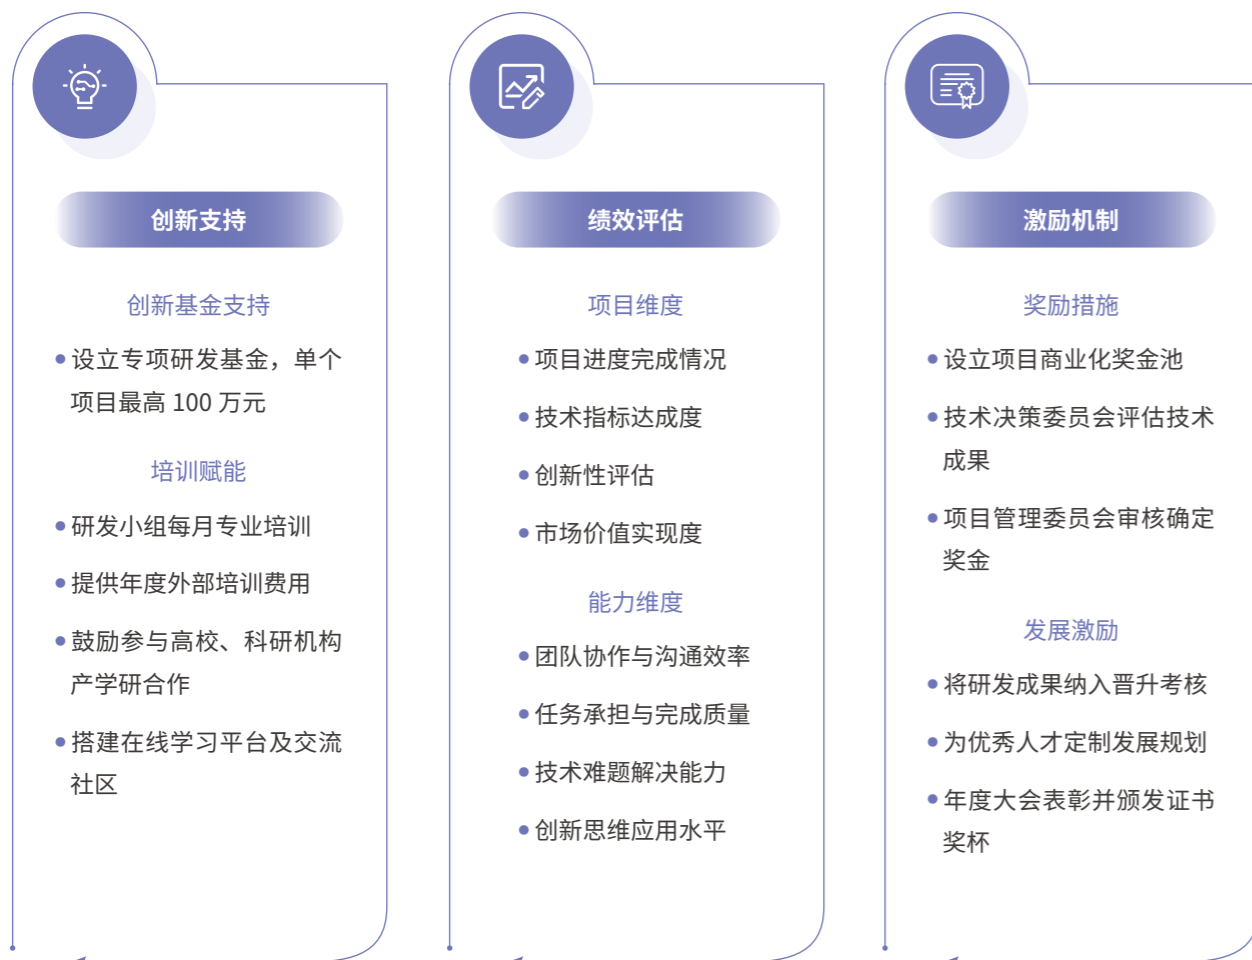 创新支持
创新基金支持
设立专项研发基金，单个
项目最高 100 万元
培训赋能
研发小组每月专业培训
提供年度外部培训费用
鼓励参与高校、科研机构
产学研合作
搭建在线学习平台及交流
社区
绩效评估
项目维度
项目进度完成情况
技术指标达成度
创新性评估
市场价值实现度
能力维度
团队协作与沟通效率
任务承担与完成质量
技术难题解决能力
创新思维应用水平
激励机制
奖励措施
设立项目商业化奖金池
技术决策委员会评估技术
成果
项目管理委员会审核确定
奖金
发展激励
将研发成果纳入晋升考核
为优秀人才定制发展规划
年度大会表彰并颁发证书
奖杯